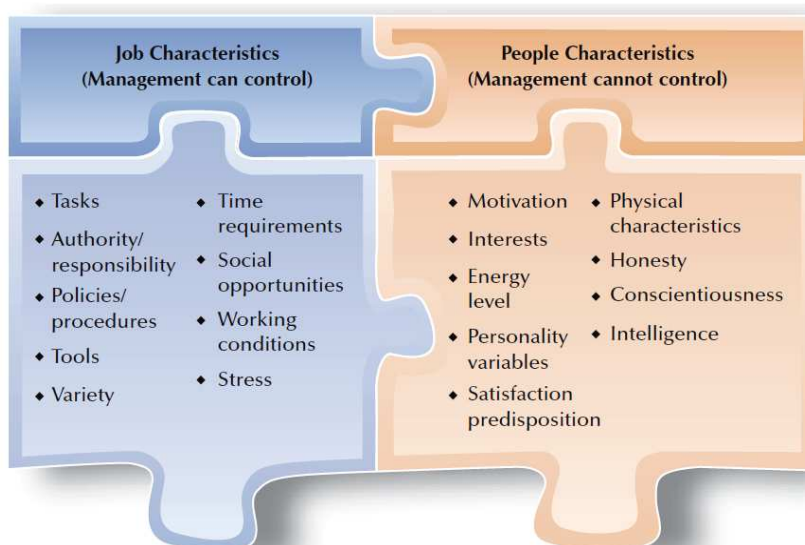 Job Characteristics
(Management can control)
People Characteristics
(Management cannot control)
◆ Tasks
◆ Authority/
responsibility
◆ Policies/
procedures
◆ Tools
◆ Variety
◆ Time
requirements
◆ Social
opportunities
◆ Working
conditions
◆ Stress
◆ Motivation
◆ Interests
◆ Energy
level
◆ Personality
variables
◆ Satisfaction
predisposition
◆ Physical
characteristics
◆ Honesty
◆ Conscientiousness
◆ Intelligence